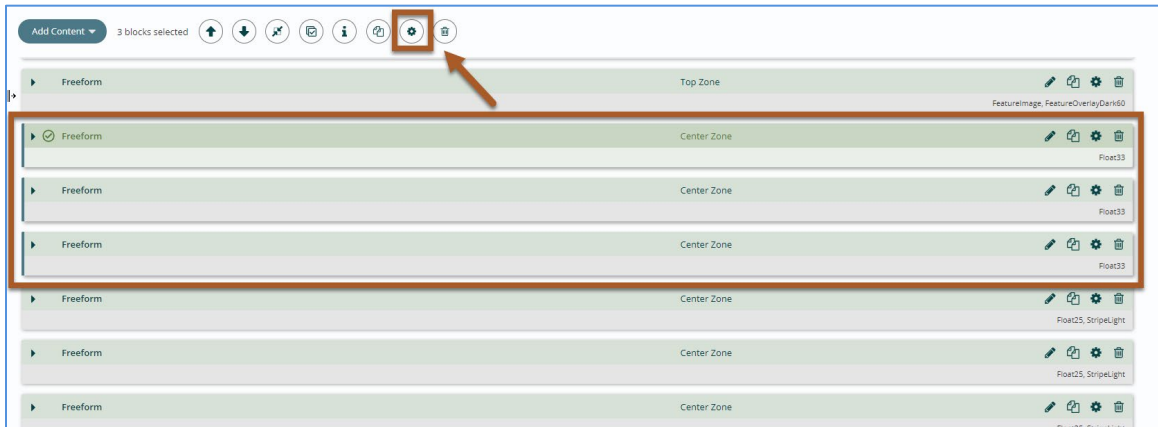 Add Content 3 blocks selected
Freeform Top Zone
FeatureImage, FeatureOverlayDark60
Freeform Center Zone
Float33
Freeform Center Zone
Float33
Freeform Center Zone
Float33
Freeform Center Zone
Float25, StripeLight
Freeform Center Zone
Float25, StripeLight
Freeform Center Zone